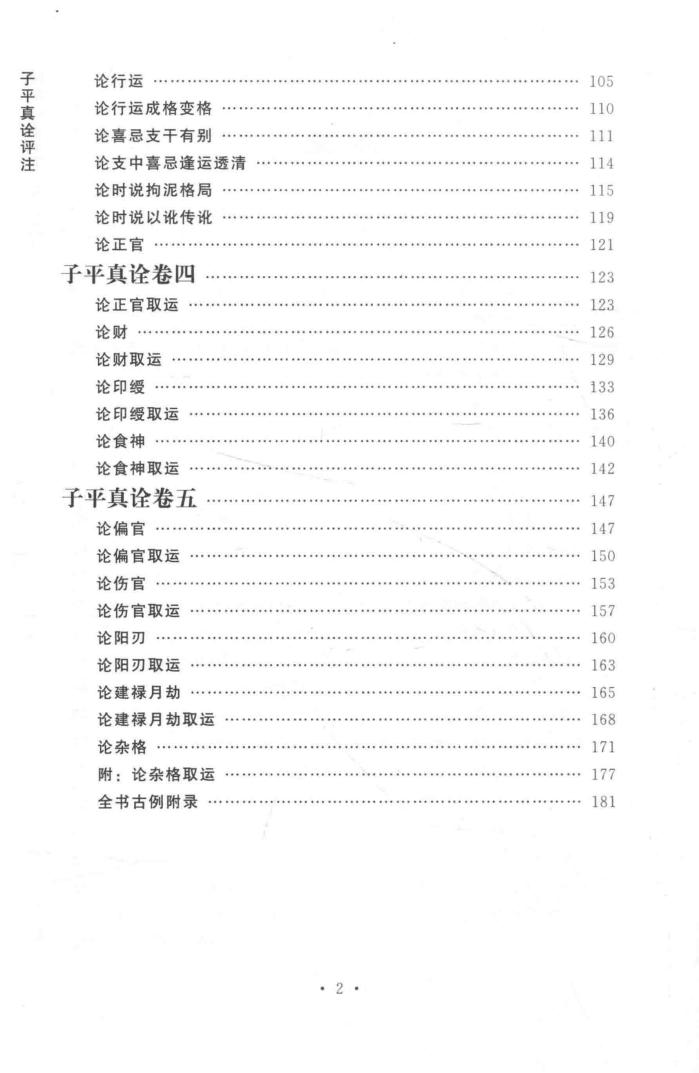 子平真诠评注
论行运 …… 105
论行运成格变格 …… 110
论喜忌支干有别 …… 111
论支中喜忌逢运透清 …… 114
论时说拘泥格局 …… 115
论时说以讹传讹 …… 119
论正官 …… 121
子平真诠卷四 …… 123
论正官取运 …… 123
论财 …… 126
论财取运 …… 129
论印绶 …… 133
论印绶取运 …… 136
论食神 …… 140
论食神取运 …… 142
子平真诠卷五 …… 147
论偏官 …… 147
论偏官取运 …… 150
论伤官 …… 153
论伤官取运 …… 157
论阳刃 …… 160
论阳刃取运 …… 163
论建禄月劫 …… 165
论建禄月劫取运 …… 168
论杂格 …… 171
附：论杂格取运 …… 177
全书古例附录 …… 181
· 2 ·